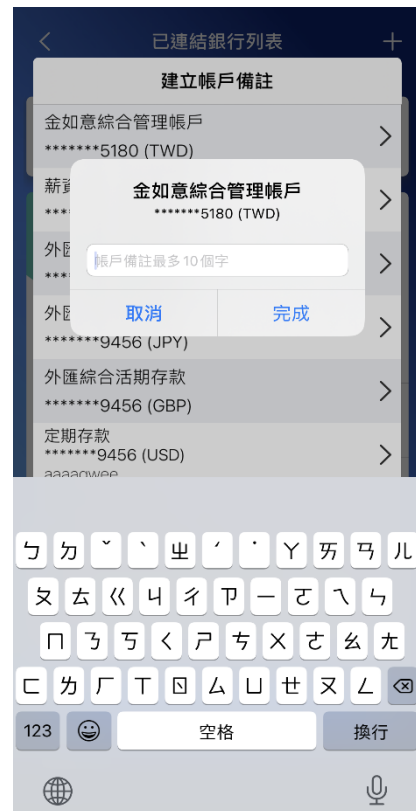 已連結銀行列表
建立帳戶備註
金如意綜合管理帳戶
*******5180 (TWD)
薪資
金如意綜合管理帳戶
*******5180 (TWD)
外匯
帳戶備註最多10個字
外匯
取消
完成
*******9456 (JPY)
外匯綜合活期存款
*******9456 (GBP)
定期存款
*******9456 (USD)
aaaaqwee
ㄅ ㄉ ˇ ˋ ㄓ ˊ ˙ ㄚ ㄞ ㄢ ㄦ
ㄆ ㄊ ㄍ ㄐ ㄔ ㄗ ㄧ ㄛ ㄟ ㄣ
ㄇ ㄋ ㄎ ㄑ ㄕ ㄘ ㄨ ㄜ ㄠ ㄤ
ㄈ ㄌ ㄏ ㄒ ㄖ ㄙ ㄩ ㄝ ㄡ ㄥ
123
空格
換行